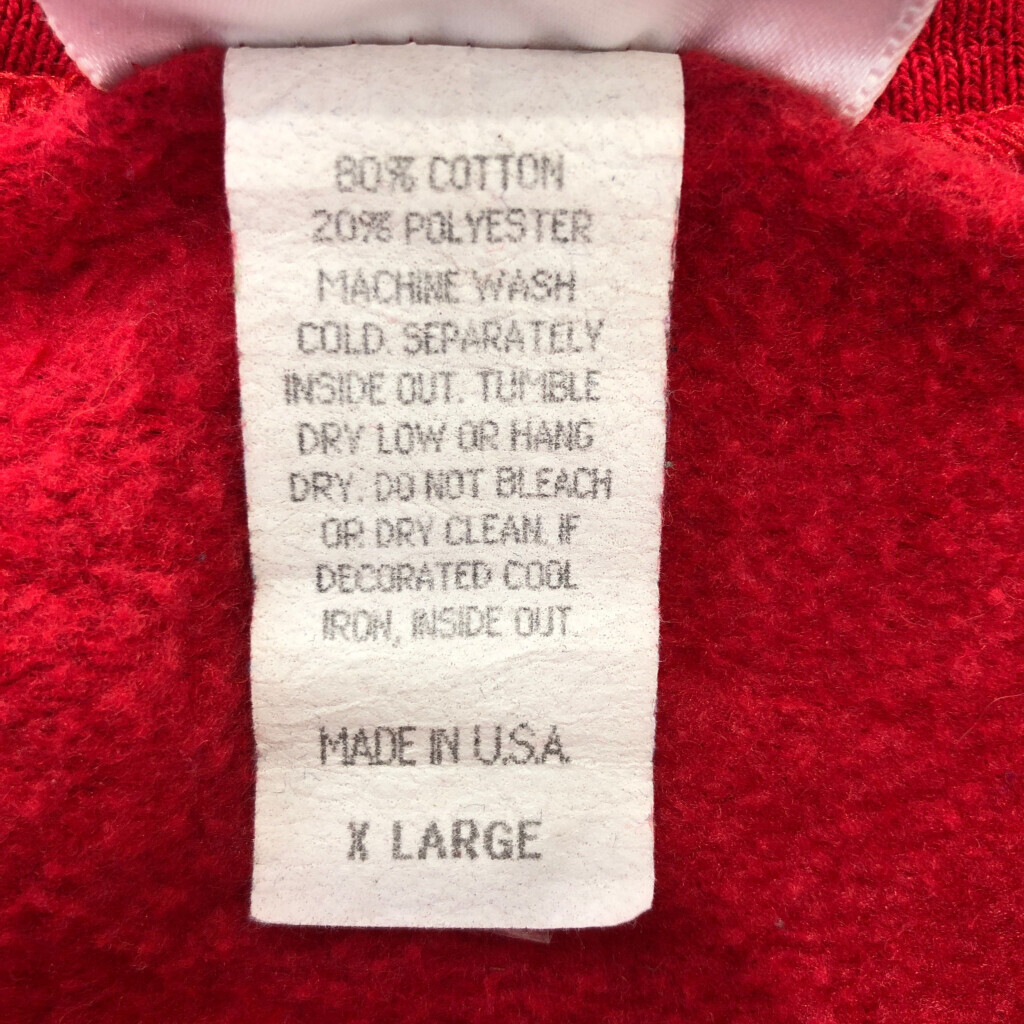 80% COTTON
20% POLYESTER
MACHINE WASH
COLD. SEPARATELY
INSIDE OUT. TUMBLE
DRY LOW OR HANG
DRY. DO NOT BLEACH
OR DRY CLEAN. IF
DECORATED COOL
IRON, INSIDE OUT.
MADE IN U.S.A.
X LARGE